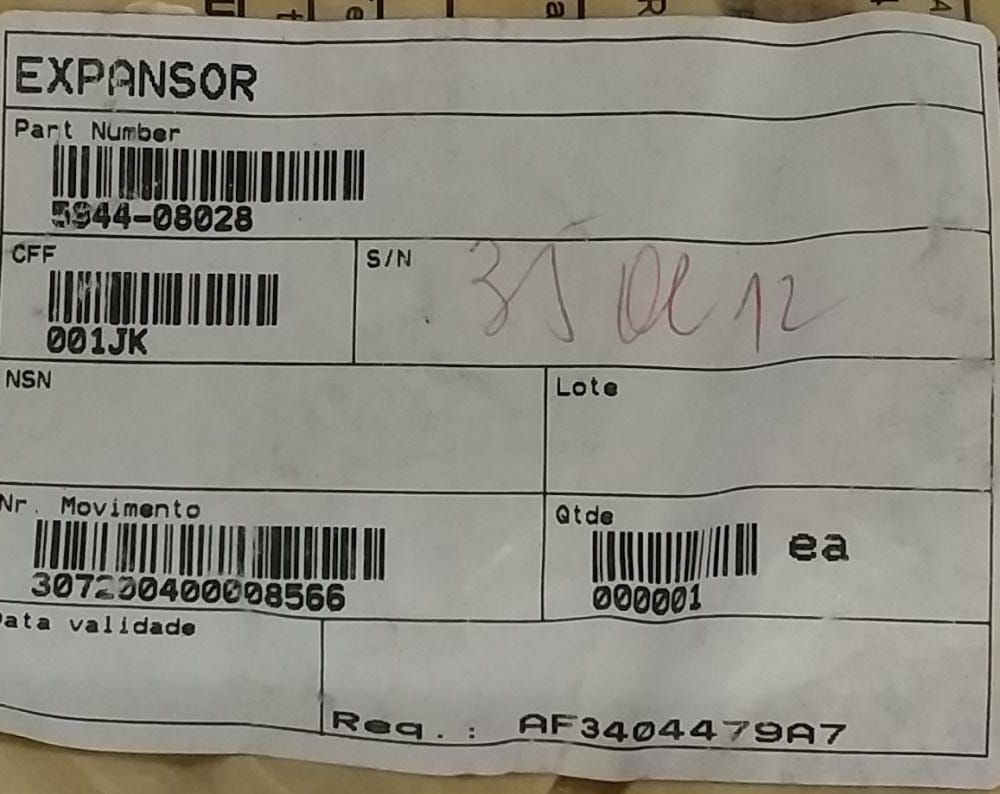 EXPANSOR
Part Number
5944-08028
CFF
001JK
S/N
NSN
Lote
Nr. Movimento
307200400008566
Qtde
ea
000001
Data validade
Req.: AF3404479A7